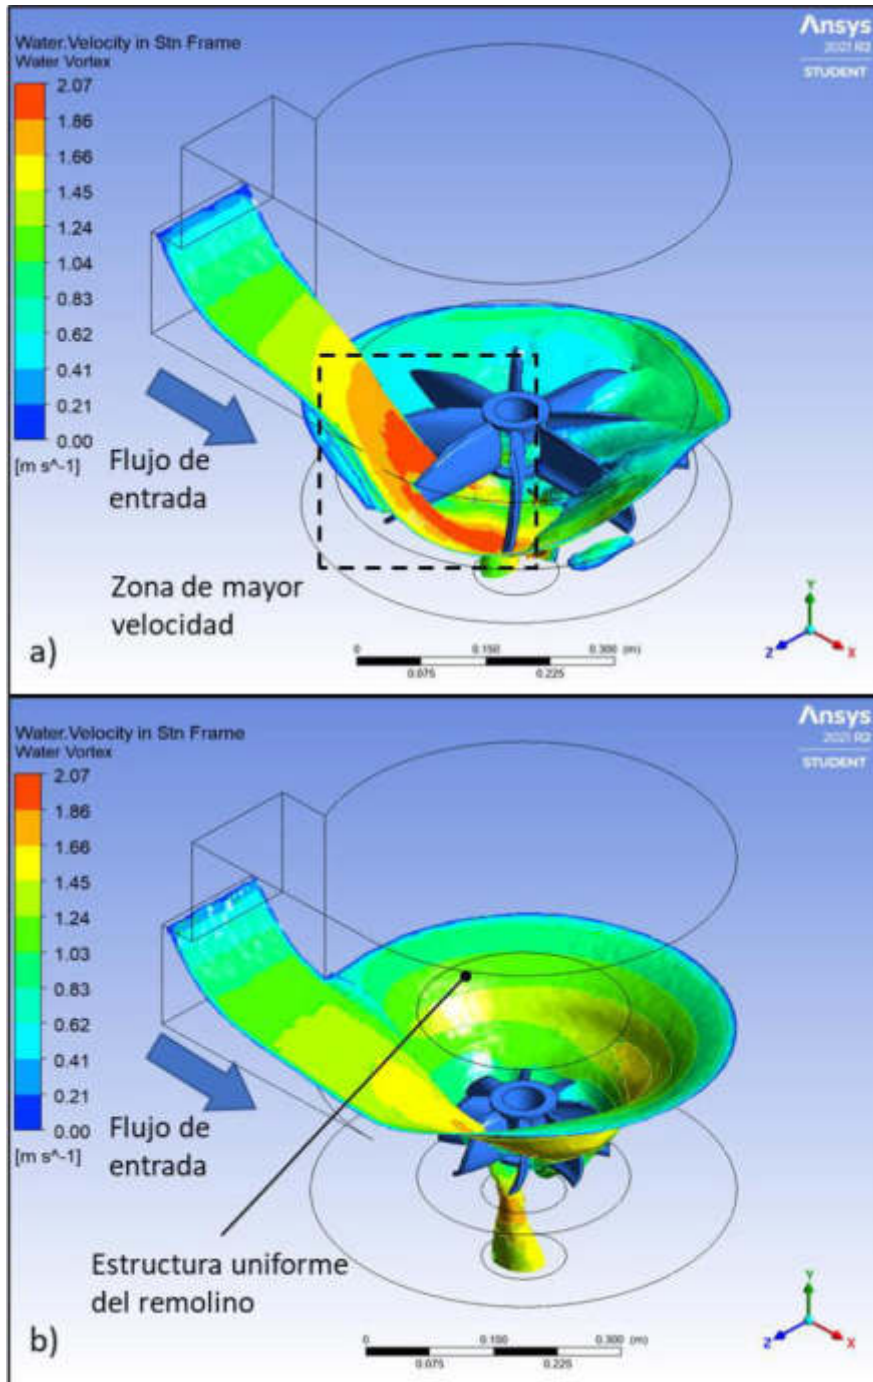 Ansys
2021 R2
STUDENT
Water.Velocity in Stn Frame
Water Vortex
2.07
1.86
1.66
1.45
1.24
1.04
0.83
0.62
0.41
0.21
0.00
[m s^-1]
Flujo de
entrada
Zona de mayor
velocidad
a)
0 0.150 0.300 (m)
0.075 0.225
Y
Z X
Ansys
2021 R2
STUDENT
Water.Velocity in Stn Frame
Water Vortex
2.07
1.86
1.66
1.45
1.24
1.03
0.83
0.62
0.41
0.21
0.00
[m s^-1]
Flujo de
entrada
Estructura uniforme
del remolino
b)
0 0.150 0.300 (m)
0.075 0.225
Y
Z X